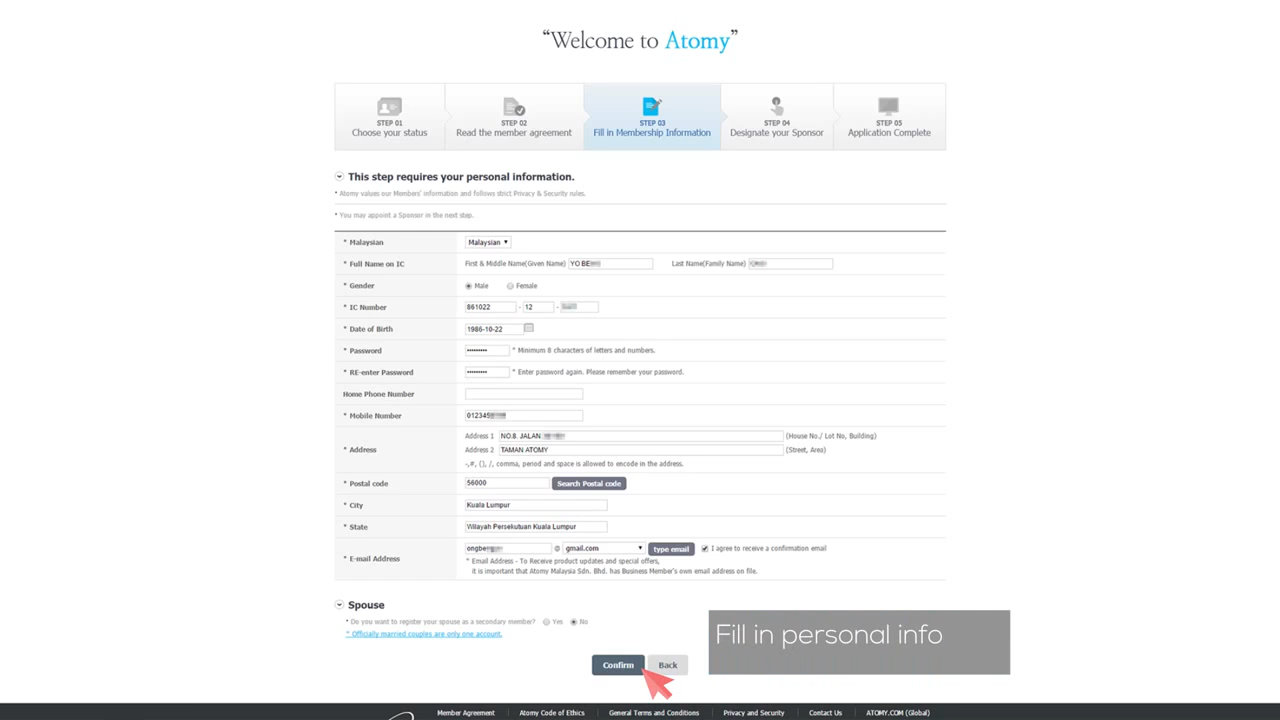 “Welcome to Atomy”
STEP 01
Choose your status
STEP 02
Read the member agreement
STEP 03
Fill in Membership Information
STEP 04
Designate your Sponsor
STEP 05
Application Complete
This step requires your personal information.
* Atomy values our Members' information and follows strict Privacy & Security rules.
* You may appoint a Sponsor in the next step.
* Malaysian Malaysian
* Full Name on IC First & Middle Name(Given Name) YO BE Last Name(Family Name)
* Gender Male Female
* IC Number 861022 - 12 -
* Date of Birth 1986-10-22
* Password ••••••••• * Minimum 8 characters of letters and numbers.
* RE-enter Password ••••••••• * Enter password again. Please remember your password.
Home Phone Number
* Mobile Number 012345
* Address
Address 1 NO.8. JALAN (House No./ Lot No, Building)
Address 2 TAMAN ATOMY (Street, Area)
-,#, (), /, comma, period and space is allowed to encode in the address.
* Postal code 56000 Search Postal code
* City Kuala Lumpur
* State Wilayah Persekutuan Kuala Lumpur
* E-mail Address
ongbe @ gmail.com type email I agree to receive a confirmation email
* Email Address - To Receive product updates and special offers,
it is important that Atomy Malaysia Sdn. Bhd. has Business Member's own email address on file.
Spouse
* Do you want to register your spouse as a secondary member? Yes No
* Officially married couples are only one account.
Fill in personal info
Confirm Back
Member Agreement | Atomy Code of Ethics | General Terms and Conditions | Privacy and Security | Contact Us | ATOMY.COM (Global)